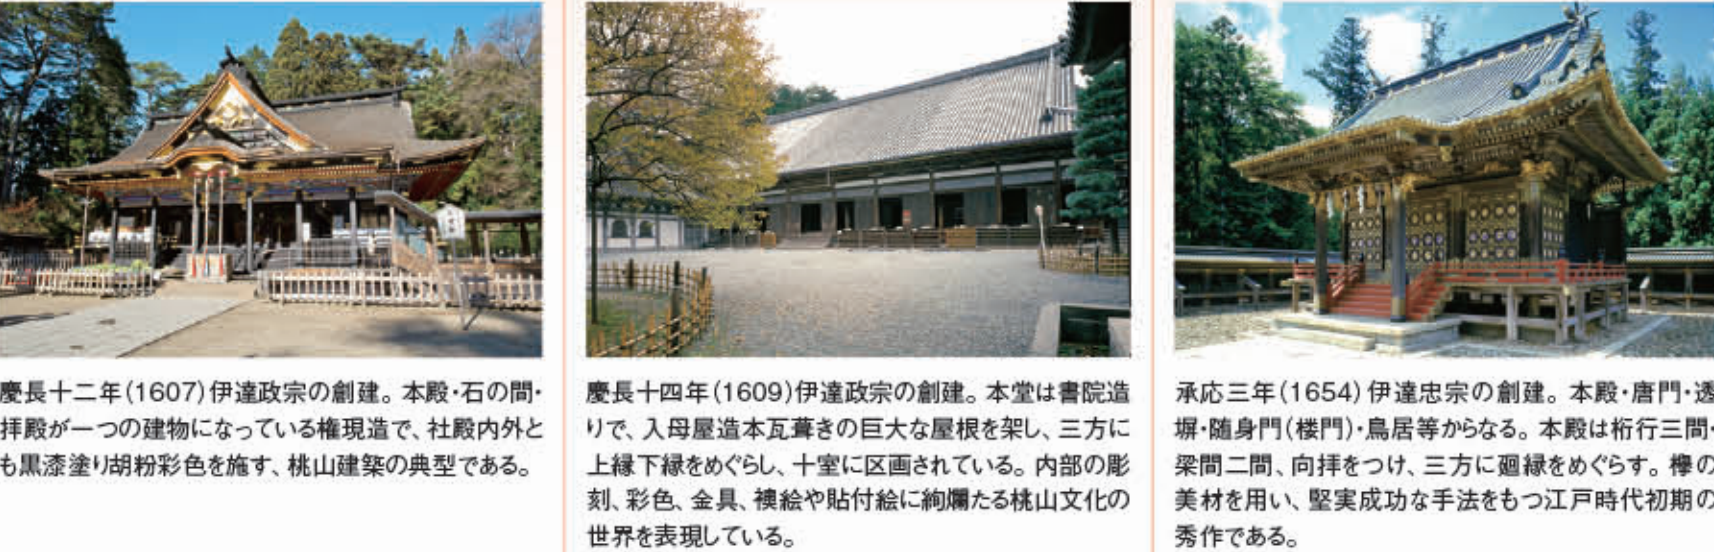 慶長十二年(1607)伊達政宗の創建。本殿・石の間・
拝殿が一つの建物になっている権現造で、社殿内外と
も黒漆塗り胡粉彩色を施す、桃山建築の典型である。
慶長十四年(1609)伊達政宗の創建。本堂は書院造
りで、入母屋造本瓦葺きの巨大な屋根を架し、三方に
上縁下縁をめぐらし、十室に区画されている。内部の彫
刻、彩色、金具、襖絵や貼付絵に絢爛たる桃山文化の
世界を表現している。
承応三年(1654)伊達忠宗の創建。本殿・唐門・透
塀・随身門(楼門)・鳥居等からなる。本殿は桁行三間・
梁間二間、向拝をつけ、三方に廻縁をめぐらす。欅の
美材を用い、堅実成功な手法をもつ江戸時代初期の
秀作である。